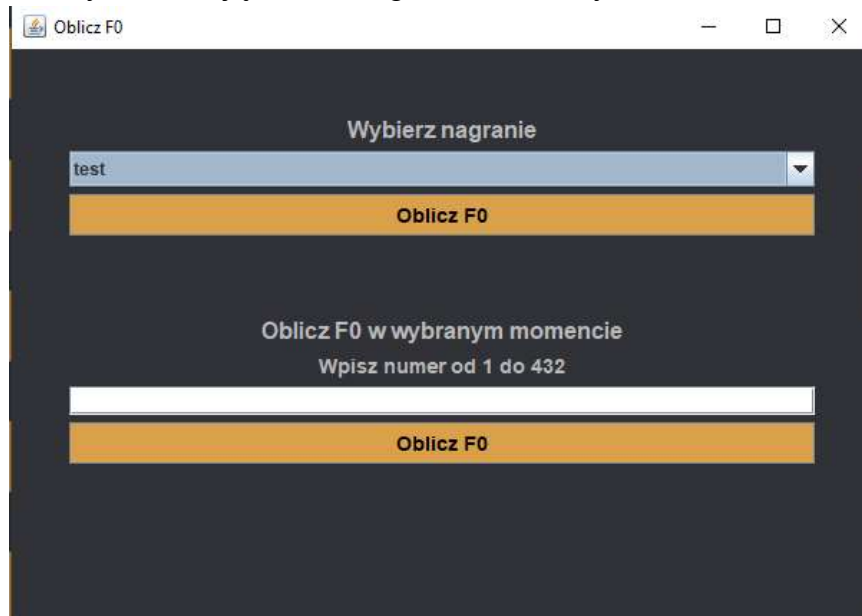 Oblicz F0
Wybierz nagranie
test
Oblicz F0
Oblicz F0 w wybranym momencie
Wpisz numer od 1 do 432
Oblicz F0